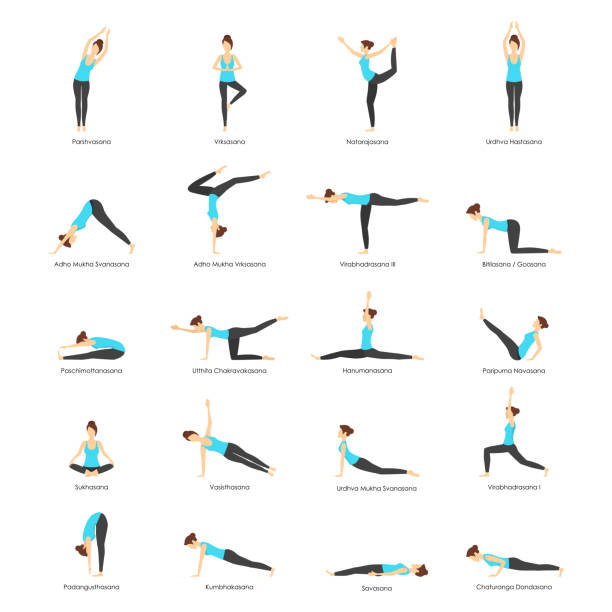 Parshvasana
Vrksasana
Natarajasana
Urdhva Hastasana
Adho Mukha Svanasana
Adho Mukha Vrksasana
Virabhadrasana III
Bitilasana / Goasana
Paschimottanasana
Utthita Chakravakasana
Hanumanasana
Paripurna Navasana
Sukhasana
Vasisthasana
Urdhva Mukha Svanasana
Virabhadrasana I
Padangusthasana
Kumbhakasana
Savasana
Chaturanga Dandasana